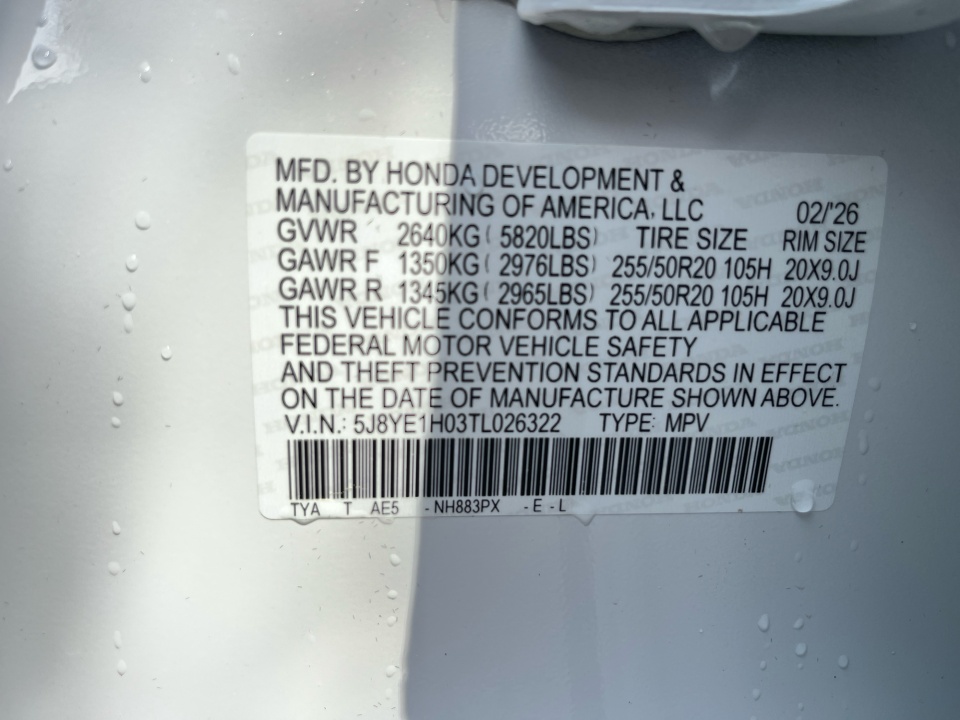 MFD. BY HONDA DEVELOPMENT &
MANUFACTURING OF AMERICA, LLC 02/'26
GVWR 2640KG ( 5820LBS) TIRE SIZE RIM SIZE
GAWR F 1350KG ( 2976LBS) 255/50R20 105H 20X9.0J
GAWR R 1345KG ( 2965LBS) 255/50R20 105H 20X9.0J
THIS VEHICLE CONFORMS TO ALL APPLICABLE
FEDERAL MOTOR VEHICLE SAFETY
AND THEFT PREVENTION STANDARDS IN EFFECT
ON THE DATE OF MANUFACTURE SHOWN ABOVE.
V.I.N.: 5J8YE1H03TL026322 TYPE: MPV
TYA T AE5 -NH883PX -E-L